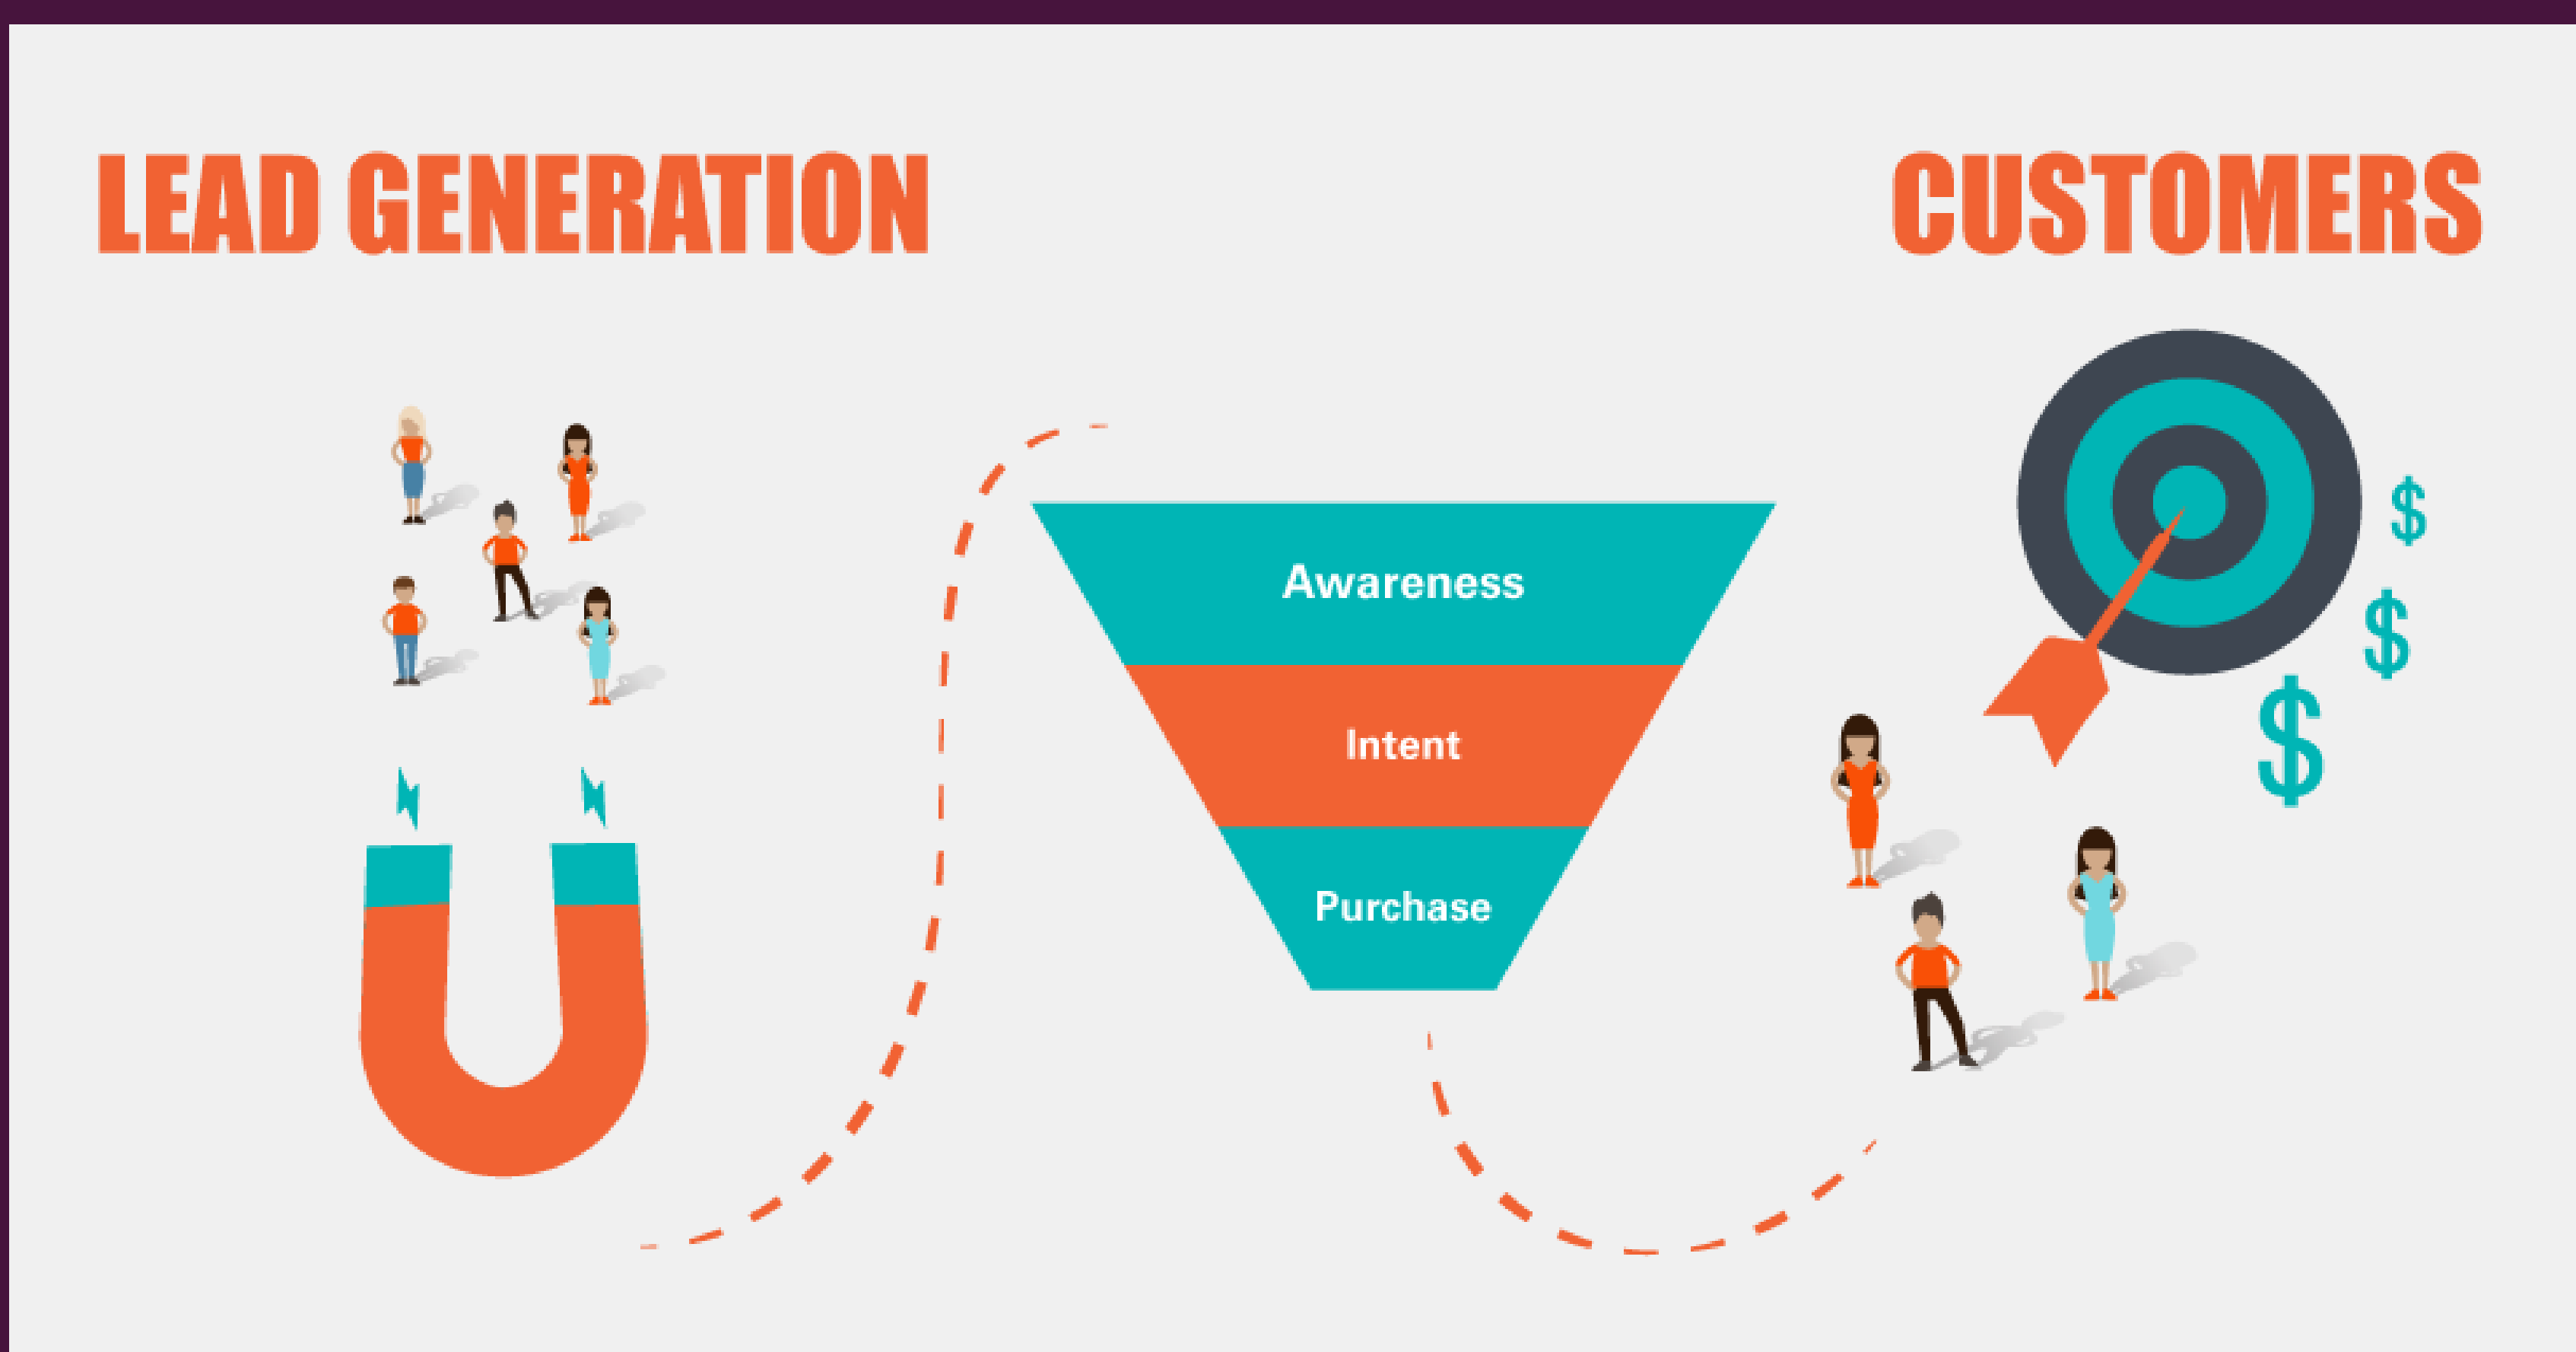 LEAD GENERATION
CUSTOMERS
Awareness
Intent
Purchase
$
$
$